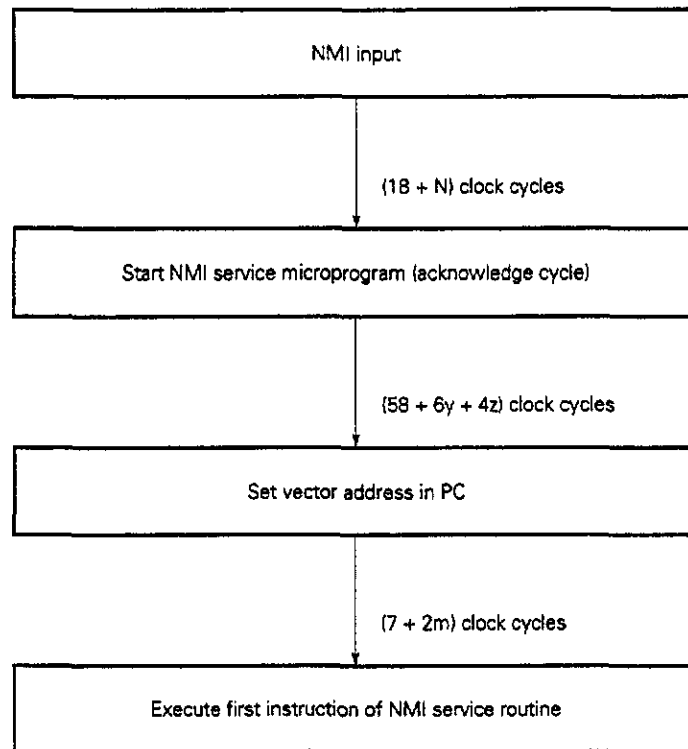 NMI input
(18 + N) clock cycles
Start NMI service microprogram (acknowledge cycle)
(58 + 6y + 4z) clock cycles
Set vector address in PC
(7 + 2m) clock cycles
Execute first instruction of NMI service routine